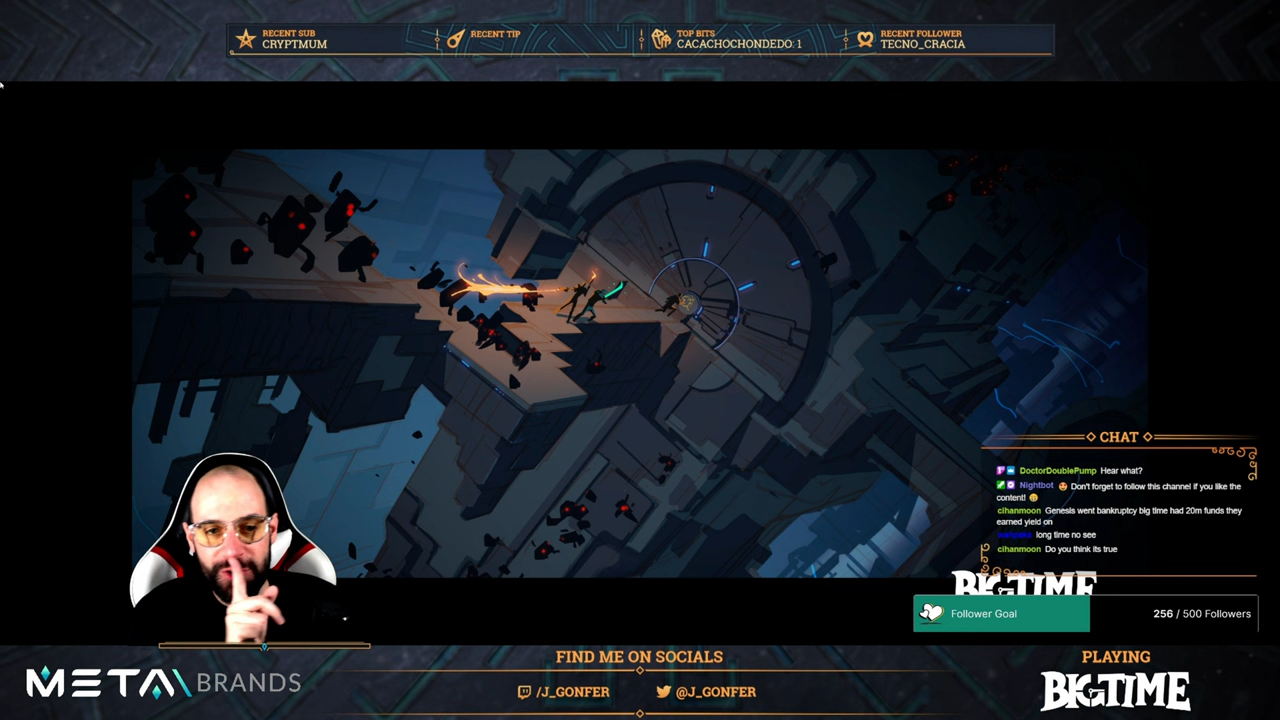 RECENT SUB
CRYPTMUM
RECENT TIP
TOP BITS
CACACHOCHONDEDO: 1
RECENT FOLLOWER
TECNO_CRACIA
CHAT
DoctorDoublePump Hear what?
Nightbot Don't forget to follow this channel if you like the
content!
cihanmoon Genesis went bankruptcy big time had 20m funds they
earned yield on
long time no see
cihanmoon Do you think its true
BIGTIME
Follower Goal
256 / 500 Followers
FIND ME ON SOCIALS
/J_GONFER
@J_GONFER
META BRANDS
PLAYING
BIGTIME